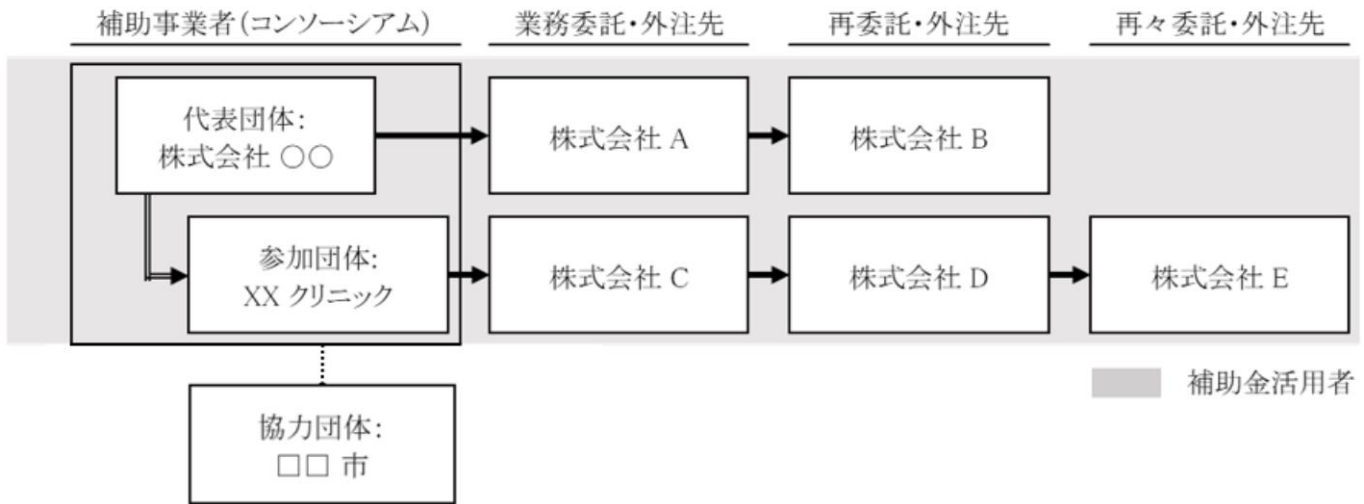 補助事業者(コンソーシアム)
業務委託・外注先
再委託・外注先
再々委託・外注先
代表団体:
株式会社 〇〇
株式会社 A
株式会社 B
参加団体:
XX クリニック
株式会社 C
株式会社 D
株式会社 E
補助金活用者
協力団体:
□□ 市